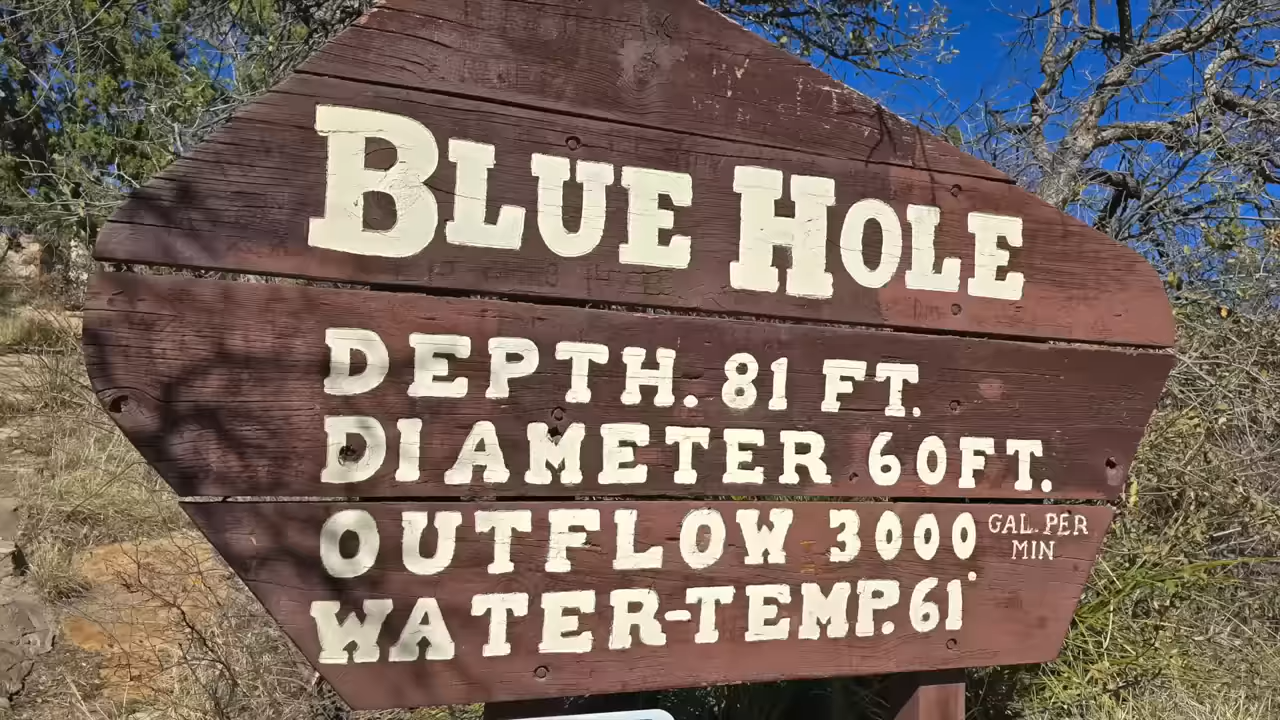 BLUE HOLE
DEPTH. 81 FT.
DIAMETER 60FT.
OUTFLOW 3000 GAL. PER MIN
WATER-TEMP. 61°